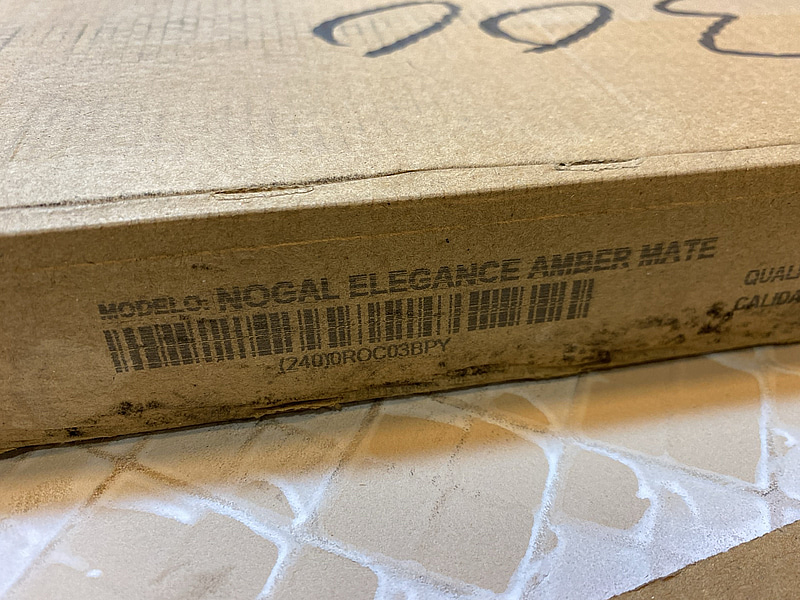 MODELO: NOGAL ELEGANCE AMBER MATE
(240)0ROC03BPY